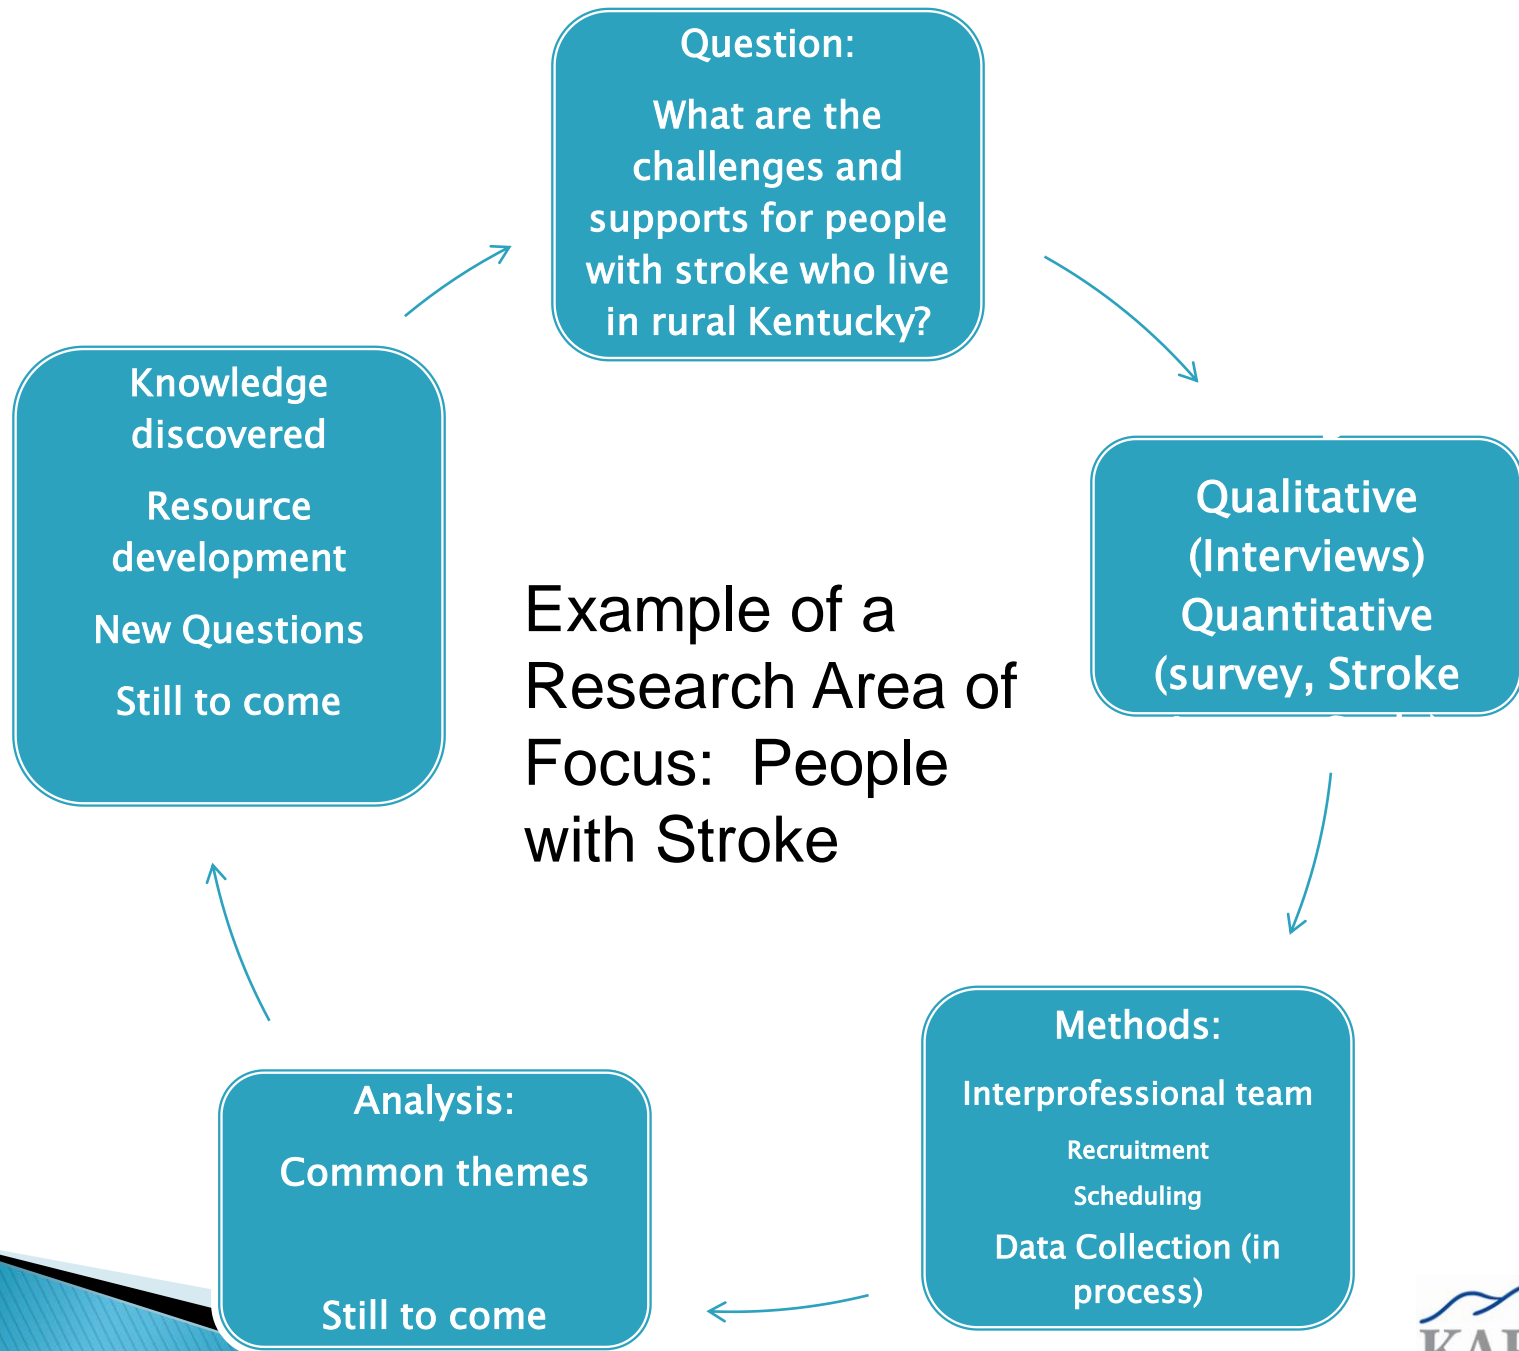 Question:
What are the
challenges and
supports for people
with stroke who live
in rural Kentucky?
Qualitative
(Interviews)
Quantitative
(survey, Stroke
Methods:
Interprofessional team
Recruitment
Scheduling
Data Collection (in
process)
Analysis:
Common themes
Still to come
Knowledge
discovered
Resource
development
New Questions
Still to come
Example of a
Research Area of
Focus:  People
with Stroke